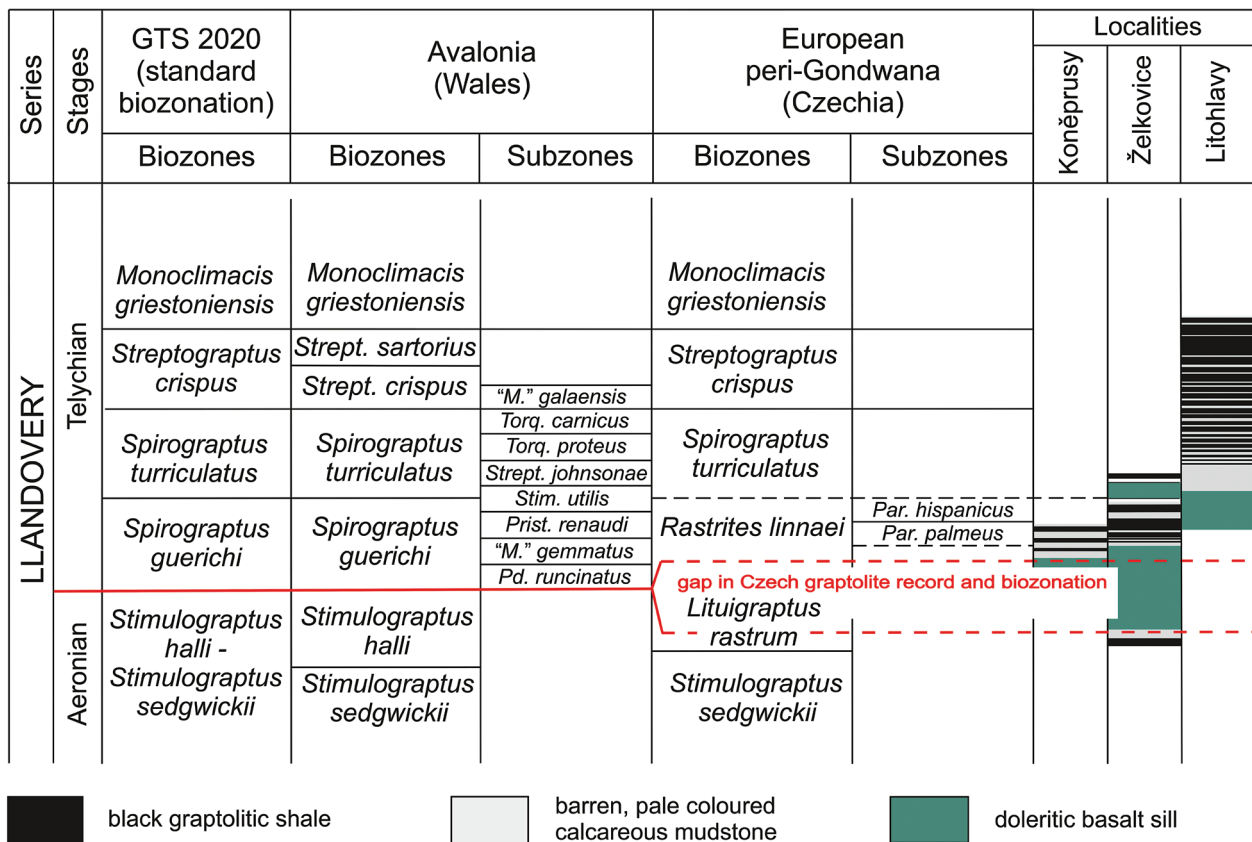 Series
Stages
GTS 2020
(standard
biozonation)
Avalonia
(Wales)
European
peri-Gondwana
(Czechia)
Localities
Koněprusy
Želkovice
Litohlavy
Biozones
Biozones
Subzones
Biozones
Subzones
LLANDOVERY
Telychian
Aeronian
Monoclimacis
griestoniensis
Streptograptus
crispus
Spirograptus
turriculatus
Spirograptus
guerichi
Stimulograptus
halli -
Stimulograptus
sedgwickii
Monoclimacis
griestoniensis
Strept. sartorius
Strept. crispus
Spirograptus
turriculatus
Spirograptus
guerichi
Stimulograptus
halli
Stimulograptus
sedgwickii
“M.” galaensis
Torq. carnicus
Torq. proteus
Strept. johnsonae
Stim. utilis
Prist. renaudi
“M.” gemmatus
Pd. runcinatus
Monoclimacis
griestoniensis
Streptograptus
crispus
Spirograptus
turriculatus
Rastrites linnaei
Par. hispanicus
Par. palmeus
gap in Czech graptolite record and biozonation
Lituigraptus
rastrum
Stimulograptus
sedgwickii
black graptolitic shale
barren, pale coloured
calcareous mudstone
doleritic basalt sill